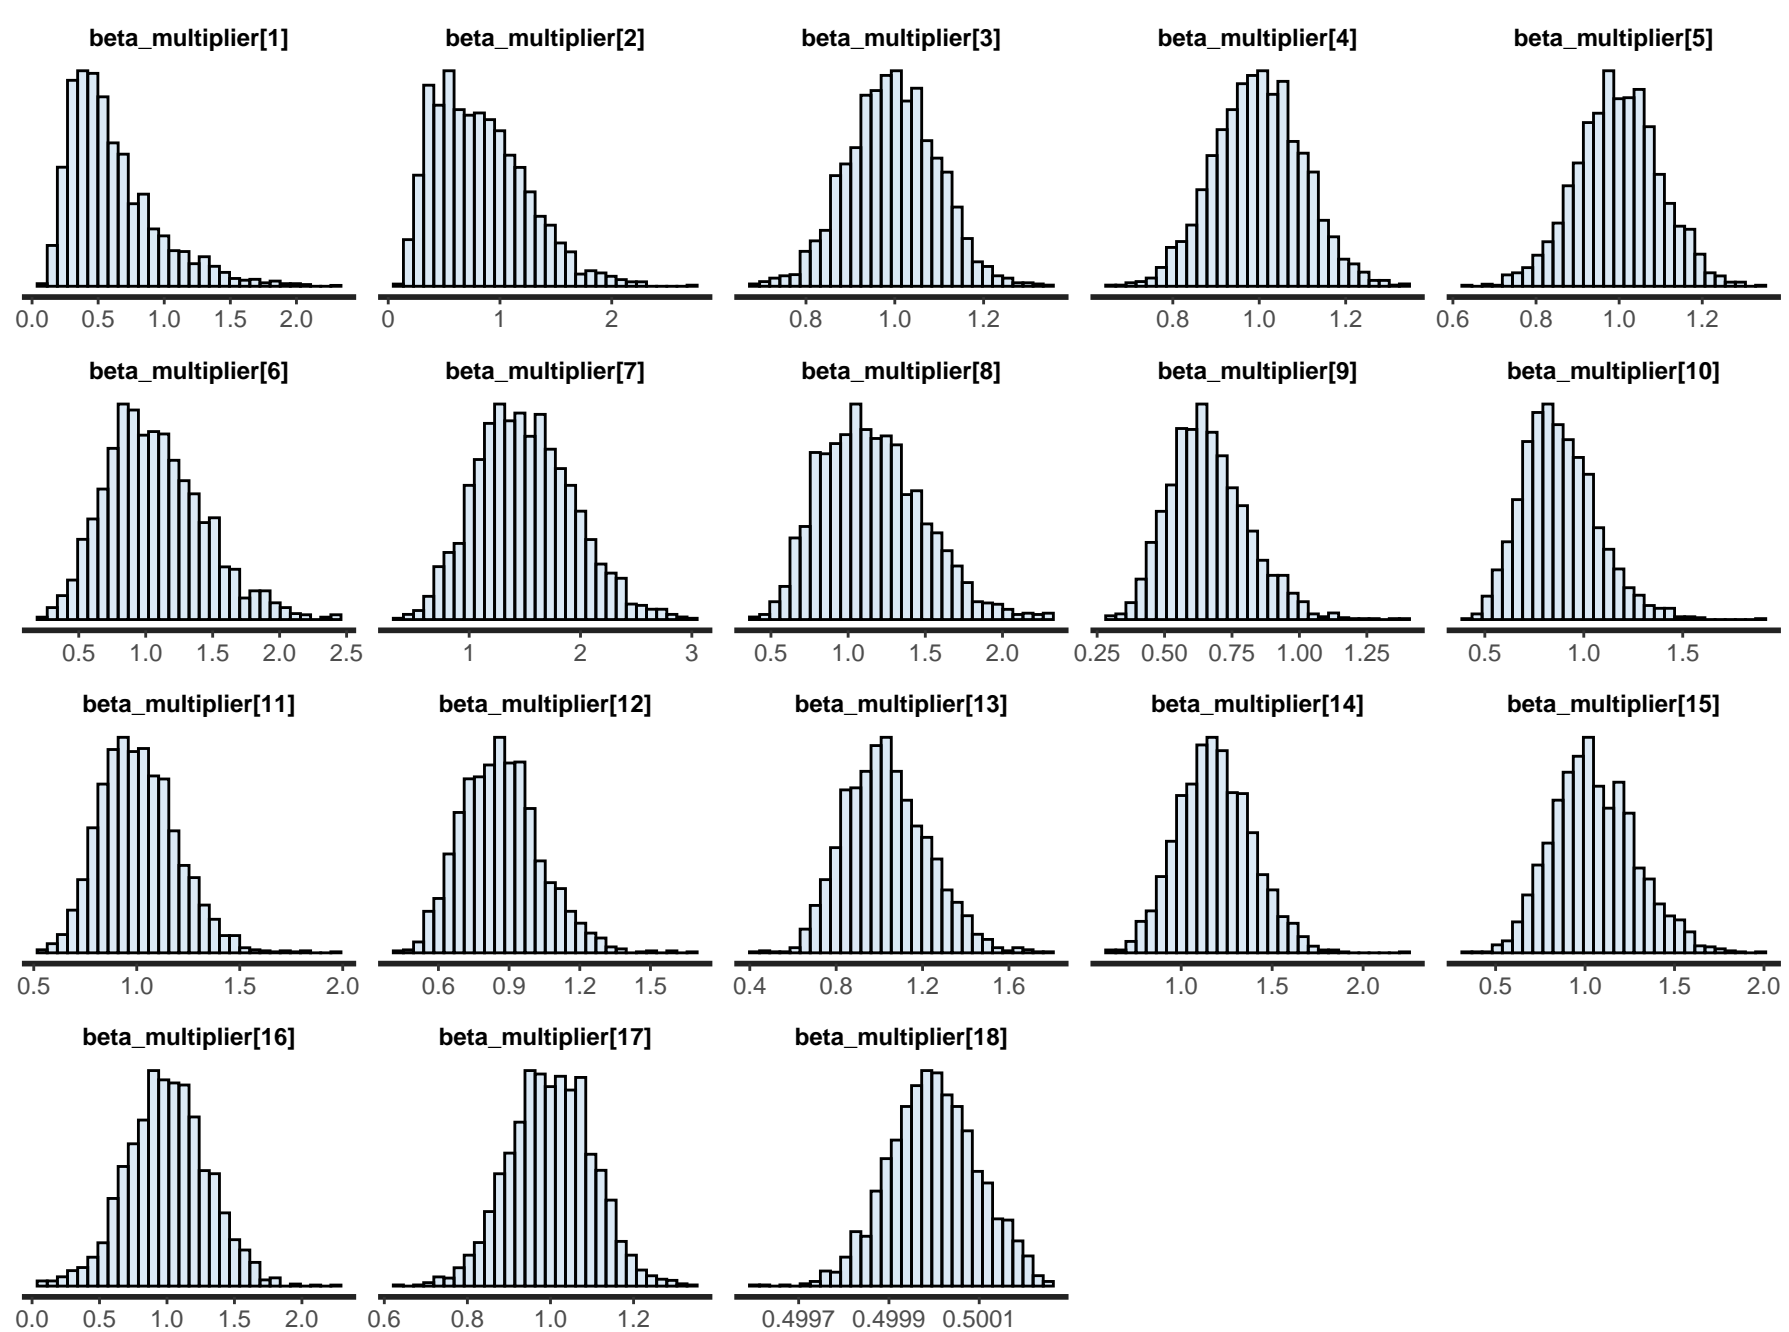 beta_multiplier[1] beta_multiplier[2] beta_multiplier[3] beta_multiplier[4] beta_multiplier[5]
0.0 0.5 1.0 1.5 2.0 0 1 2 0.8 1.0 1.2 0.8 1.0 1.2 0.6 0.8 1.0 1.2
beta_multiplier[6] beta_multiplier[7] beta_multiplier[8] beta_multiplier[9] beta_multiplier[10]
0.5 1.0 1.5 2.0 2.5 1 2 3 0.5 1.0 1.5 2.0 0.25 0.50 0.75 1.00 1.25 0.5 1.0 1.5
beta_multiplier[11] beta_multiplier[12] beta_multiplier[13] beta_multiplier[14] beta_multiplier[15]
0.5 1.0 1.5 2.0 0.6 0.9 1.2 1.5 0.4 0.8 1.2 1.6 1.0 1.5 2.0 0.5 1.0 1.5 2.0
beta_multiplier[16] beta_multiplier[17] beta_multiplier[18]
0.0 0.5 1.0 1.5 2.0 0.6 0.8 1.0 1.2 0.4997 0.4999 0.5001